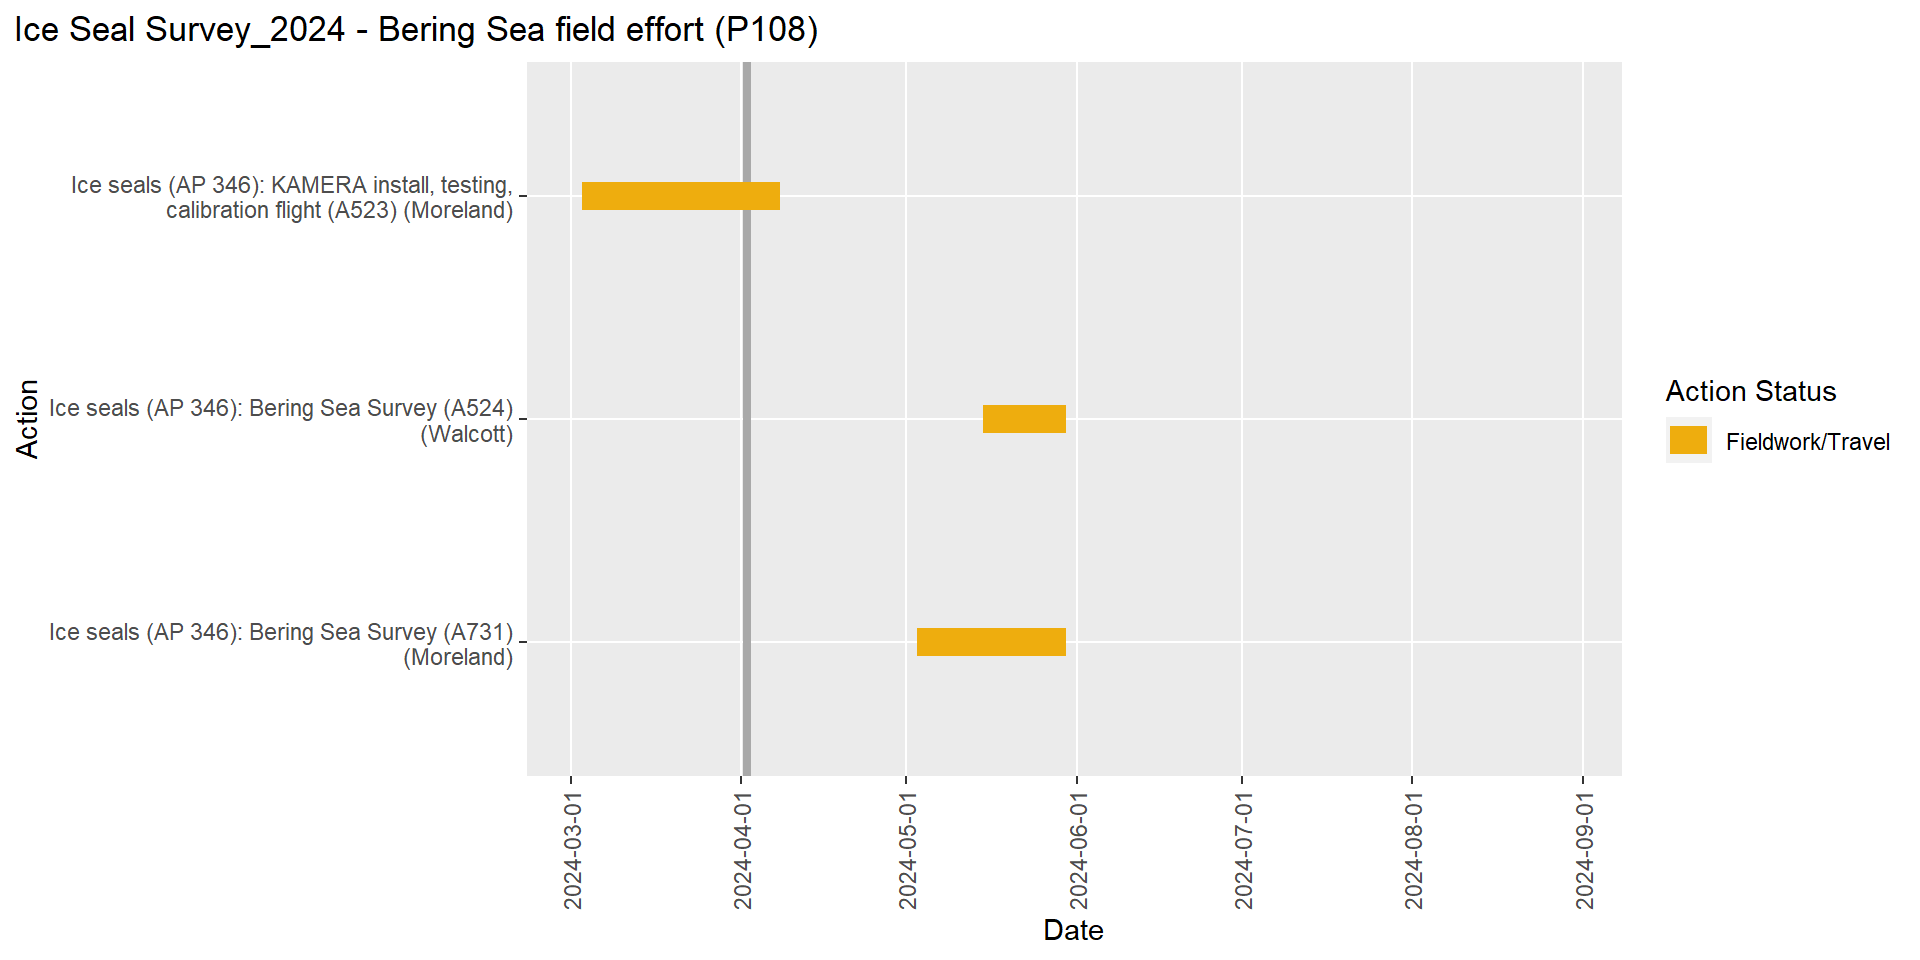 Ice Seal Survey_2024 - Bering Sea field effort (P108)
Ice seals (AP 346): KAMERA install, testing,
calibration flight (A523) (Moreland)
Ice seals (AP 346): Bering Sea Survey (A524)
(Walcott)
Ice seals (AP 346): Bering Sea Survey (A731)
(Moreland)
Action
2024-03-01
2024-04-01
2024-05-01
2024-06-01
2024-07-01
2024-08-01
2024-09-01
Date
Action Status
Fieldwork/Travel